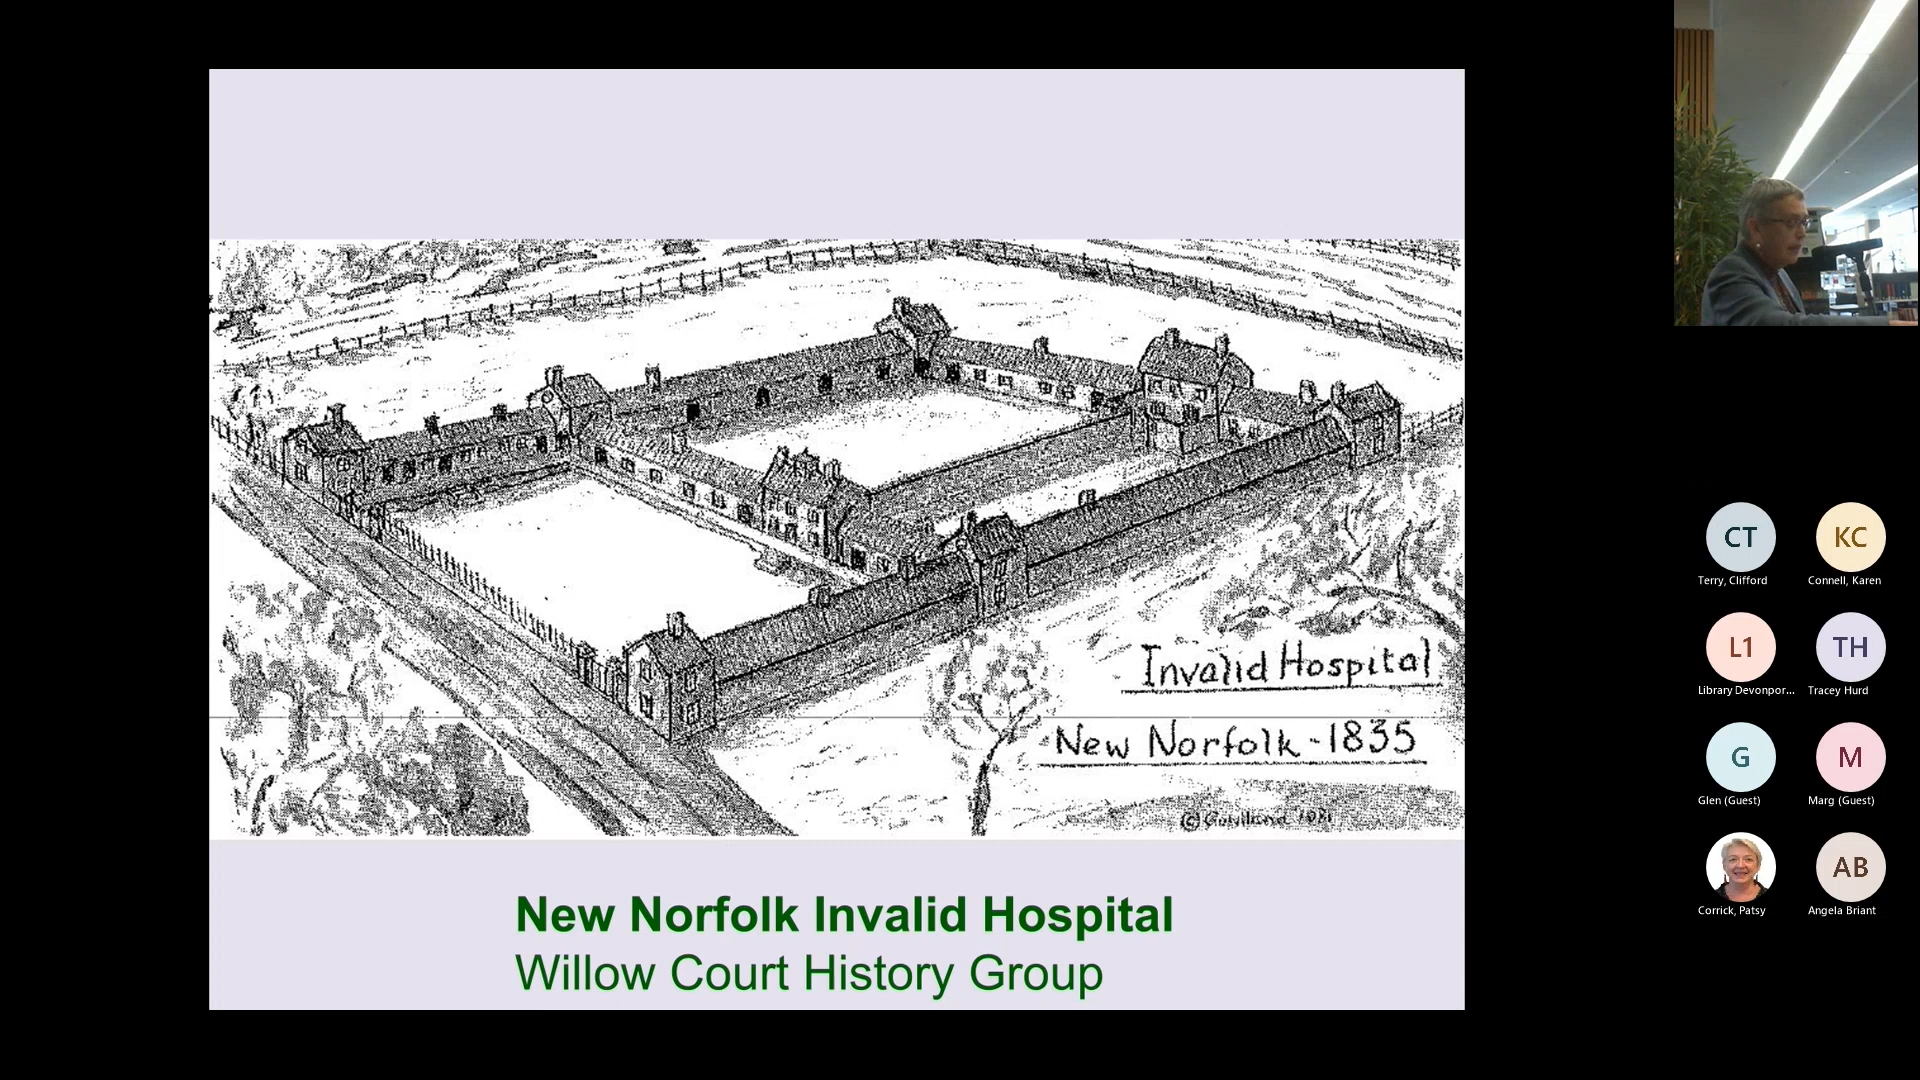 Invalid Hospital
New Norfolk - 1835
©
New Norfolk Invalid Hospital
Willow Court History Group
CT
Terry, Clifford
KC
Connell, Karen
L1
Library Devonpor...
TH
Tracey Hurd
G
Glen (Guest)
M
Marg (Guest)
Corrick, Patsy
AB
Angela Briant